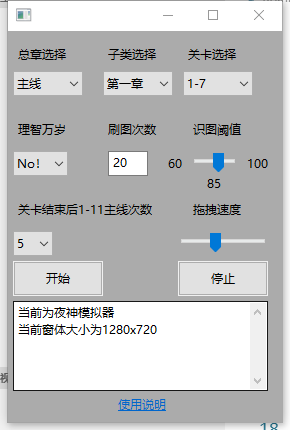 总章选择 子类选择 关卡选择
主线 第一章 1-7
理智万岁 刷图次数 识图阈值
No! 20 60 100
85
关卡结束后1-11主线次数 拖拽速度
5
开始 停止
当前为夜神模拟器
当前窗体大小为1280x720
使用说明
18